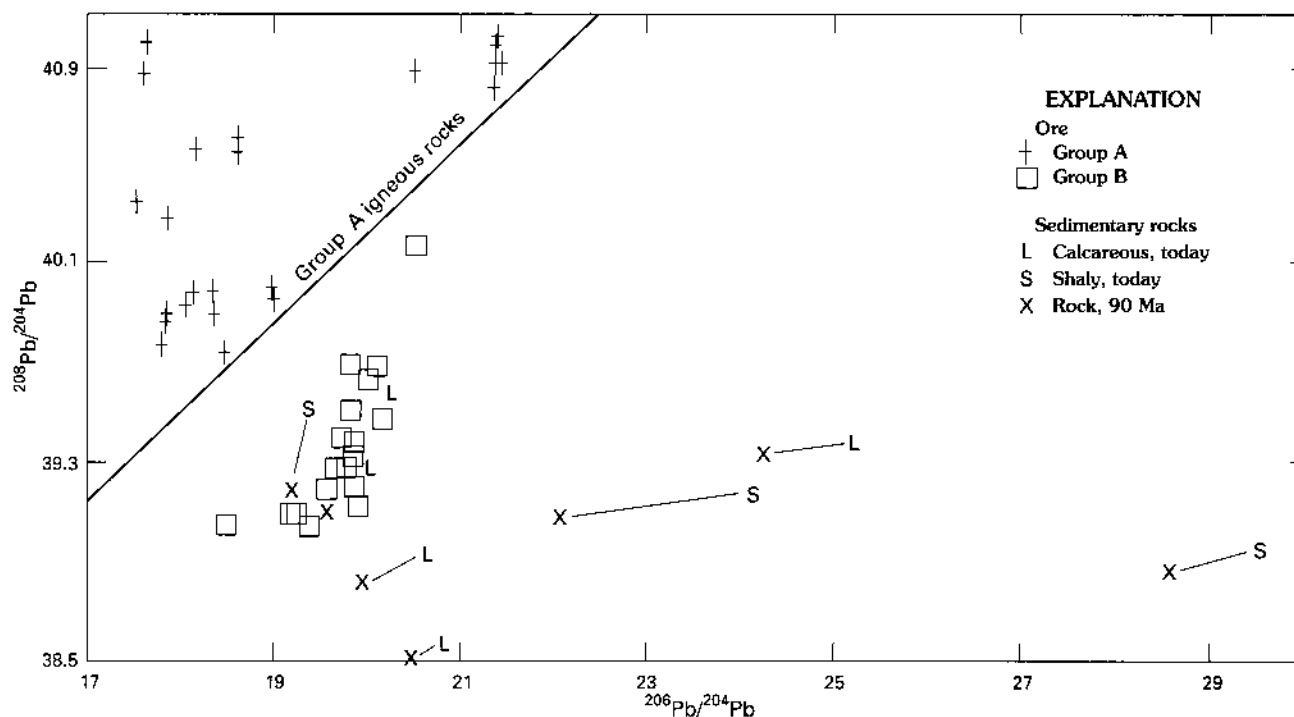 40.9
40.1
39.3
38.5
208Pb/204Pb
17
19
21
23
25
27
29
206Pb/204Pb
Group A igneous rocks
EXPLANATION
Ore
+ Group A
□ Group B
Sedimentary rocks
L Calcareous, today
S Shaly, today
X Rock, 90 Ma
S
X
L
L
X
X
L
X
L
X
L
X
S
X
S